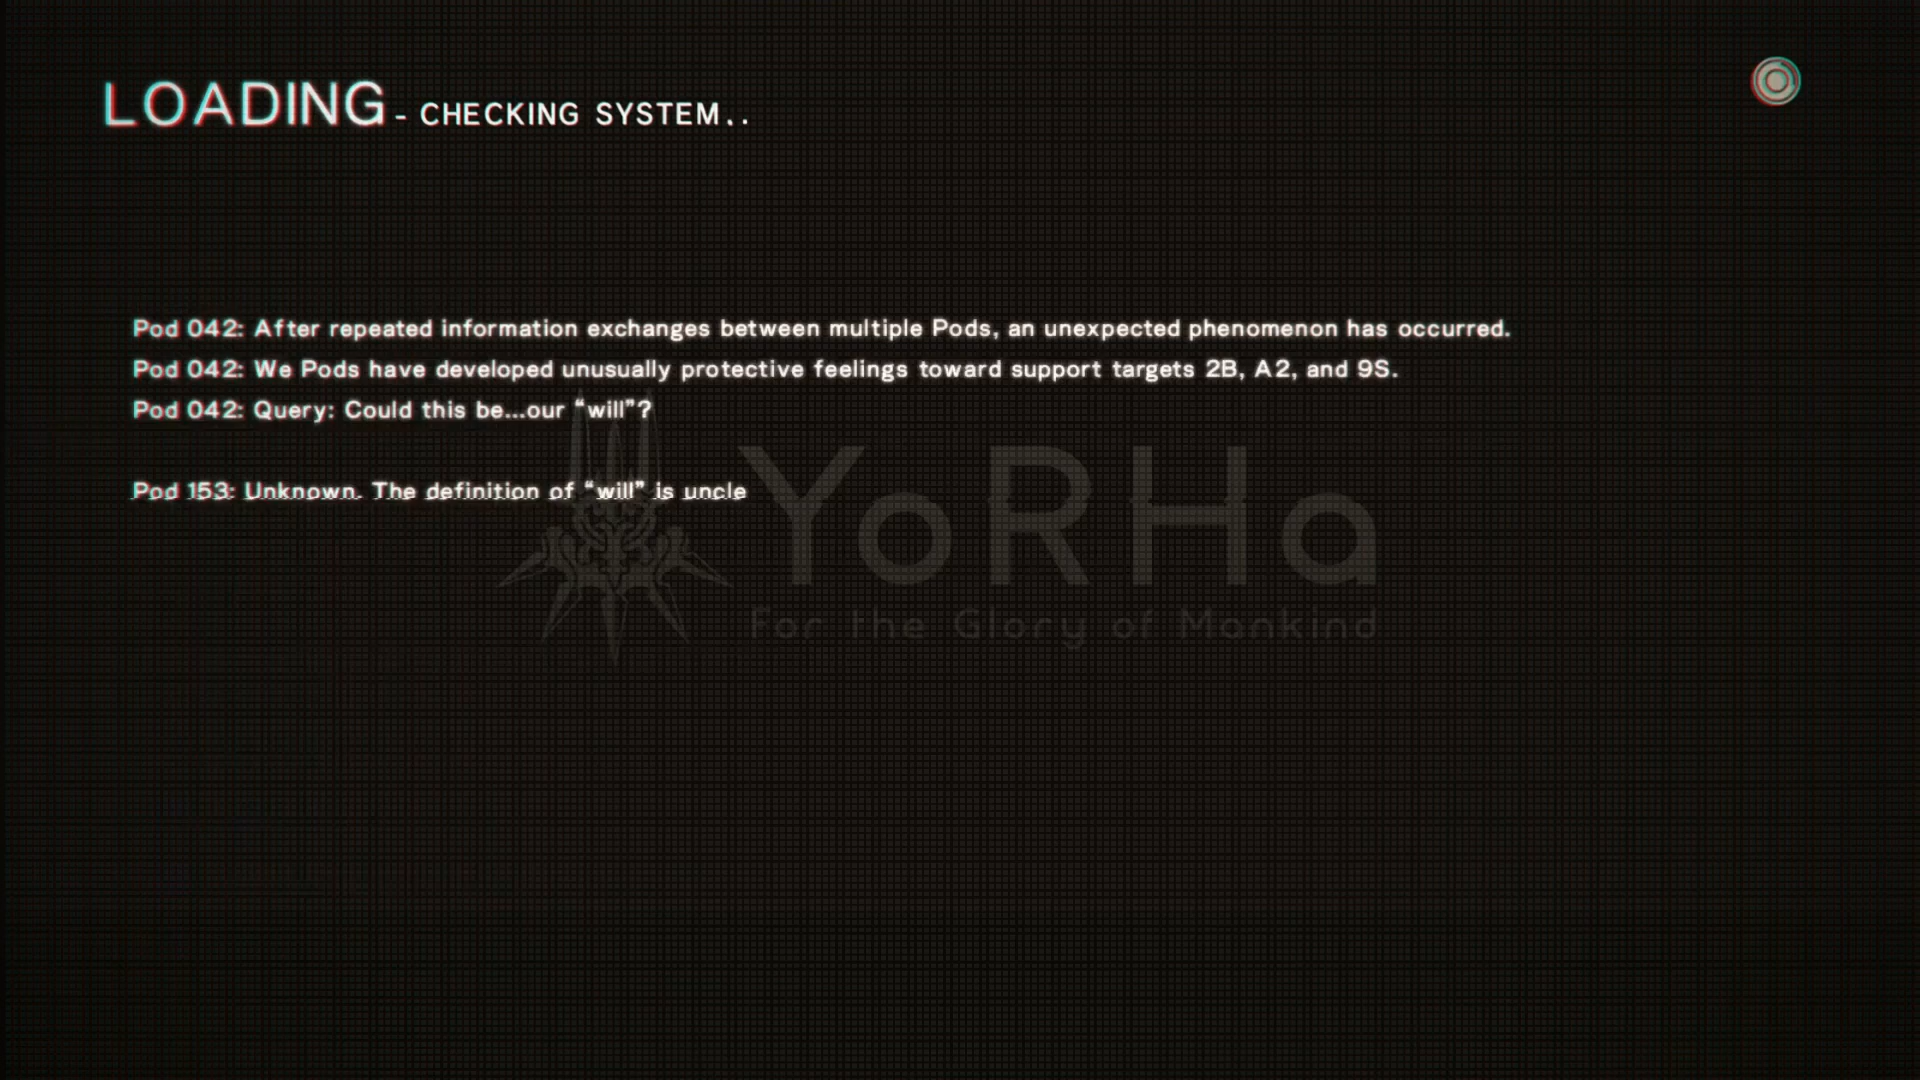 LOADING - CHECKING SYSTEM..
Pod 042: After repeated information exchanges between multiple Pods, an unexpected phenomenon has occurred.
Pod 042: We Pods have developed unusually protective feelings toward support targets 2B, A2, and 9S.
Pod 042: Query: Could this be...our “will”?
Pod 153: Unknown. The definition of “will” is uncle
YoRHa
For the Glory of Mankind